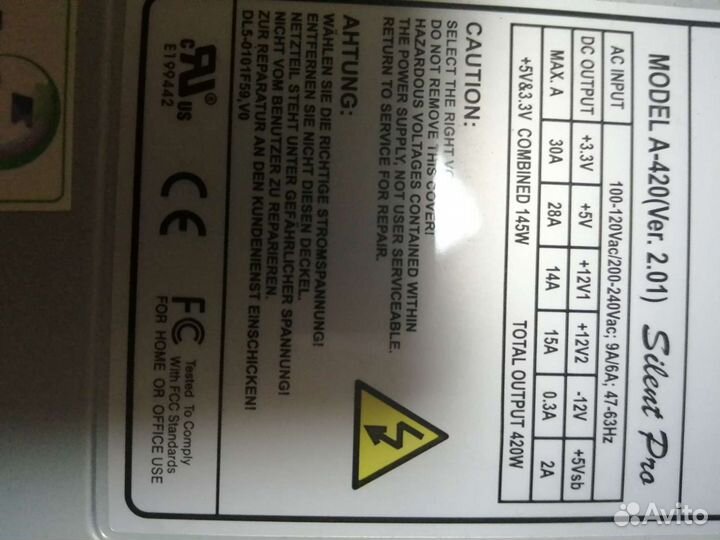 MODEL A-420(Ver. 2.01) Silent Pro
AC INPUT 100-120Vac/200-240Vac; 9A/6A; 47-63Hz
DC OUTPUT +3.3V +5V +12V1 +12V2 -12V +5Vsb
MAX. A 30A 28A 14A 15A 0.3A 2A
+5V&3.3V COMBINED 145W TOTAL OUTPUT 420W
CAUTION:
SELECT THE RIGHT
DO NOT REMOVE THIS COVER!
HAZARDOUS VOLTAGES CONTAINED WITHIN
THE POWER SUPPLY, NOT USER SERVICEABLE.
RETURN TO SERVICE FOR REPAIR.
AHTUNG:
WÄHLEN SIE DIE RICHTIGE STROMSPANNUNG!
ENTFERNEN SIE NICHT DIESEN DECKEL.
NETZTEIL STEHT UNTER GEFÄHRLICHER SPANNUNG!
NICHT VOM BENUTZER ZU REPARIEREN.
ZUR REPARATUR AN DEN KUNDENIENST EINSCHICKEN!
DL5-0101F59,V0
c RU ® US
E199442
CE
FC Tested To Comply
With FCC Standards
FOR HOME OR OFFICE USE
Avito